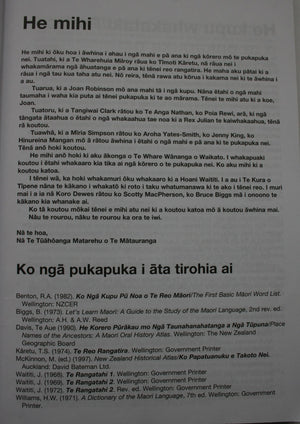 He mihi
He mihi ki ōku hoa i āwhina i ahau i ngā mahi e pā ana ki ngā kōrero mō te pukapuka
nei. Tuatahi, ki a Te Wharehuia Milroy rāua ko Tīmoti Kāretu, nā rāua nei i
whakamārama ngā āhuatanga e pā ana ki tēnei reo rangatira. He maha aku pātai ki a
rāua i ngā tau kua taha atu nei. Nō reira, tēnā rawa atu kōrua i kakama nei ki te āwhina i
a au.
Tuarua, ki a Joan Robinson mō ana mahi tā i ngā kupu. Nāna ētahi o ngā mahi
taumaha i waha kia puta ai tēnei pukapuka ki te ao mārama. Tēnei te mihi atu ki a koe,
Joan.
Tuatoru, ki a Tangiwai Clark rātou ko Te Anga Nathan, ko Poia Rewi, arā, ki ngā
tāngata ātaahua o ōtahi o ngā whakaahua tae noa ki a Rex Julian te kaiwhakaahua, tēnā
rā koutou.
Tuawhā, ki a Miria Simpson rātou ko Aroha Yates-Smith, ko Jenny King, ko
Hinureina Mangan mō ā rātou āwhina i ētahi o ngā mahi e pā ana ki te pukapuka nei.
Tēnā anō hoki koutou.
He mihi anō hoki ki aku ākonga o Te Whare Wānanga o Waikato. I whakapukuhi
koutou i ōtahi whakaaro kia tika ai ngā kōrero o roto i te pukapuka nei. Ko aku mihi ki a
koutou katoa.
I tēnei wā, ka hoki whakamuri ōku whakaaro ki a Hoani Waititi. I a au i Te Kura o
Tīpene nāna te kākano i whakatō ki roto i taku whatumanawa ki te ako i tēnei reo. I muri
mai i a ia nā Koro Dewes rātou ko Scotty MacPherson, ko Bruce Biggs mō i onoono te
kākano kia whanake ai.
Ko tā koutou mōkai tēnei e mihi atu nei ki a koutou katoa mō ā koutou āwhina mai.
Nāu te rourou, nāku te rourou ka ora te iwi.
Nā te hoa,
Nā Te Tūāhōanga Matarehu o Te Mātauranga
Ko ngā pukapuka i āta tirohia ai
Benton, R.A. (1982). Ko Ngā Kupu Pū Noa o Te Reo Māori/The First Basic Maori Word List.
Wellington: NZCER
Biggs, B. (1973). Let's Learn Maori: A Guide to the Study of the Maori Language, 2nd rev. ed.
Wellington: A.H. & A.W. Reed
Davis, Te Aue (1990). He Korero Pūrākau mo Ngā Taunahanahatanga a Ngā Tūpuna/Place
Names of the Ancestors: A Maori Oral History Atlas. Wellington: The New Zealand
Geographic Board
Kāretu, T.S. (1974). Te Reo Rangatira. Wellington: Government Printer
McKinnon, M. (ed.) (1997). New Zealand Historical Atlas/Ko Papatuanuku e Takoto Nei.
Auckland: David Bateman Ltd.
Waititi, J. (1968). Te Rangatahi 1. Wellington: Government Printer
Waititi, J. (1969). Te Rangatahi 2. Wellington: Government Printer
Waititi, J. (1972). Te Rangatahi 2. Rev. ed. Wellington: Government Printer
Williams, H.W. (1971). A Dictionary of the Maori Language, 7th ed. Wellington: Government
Printer.